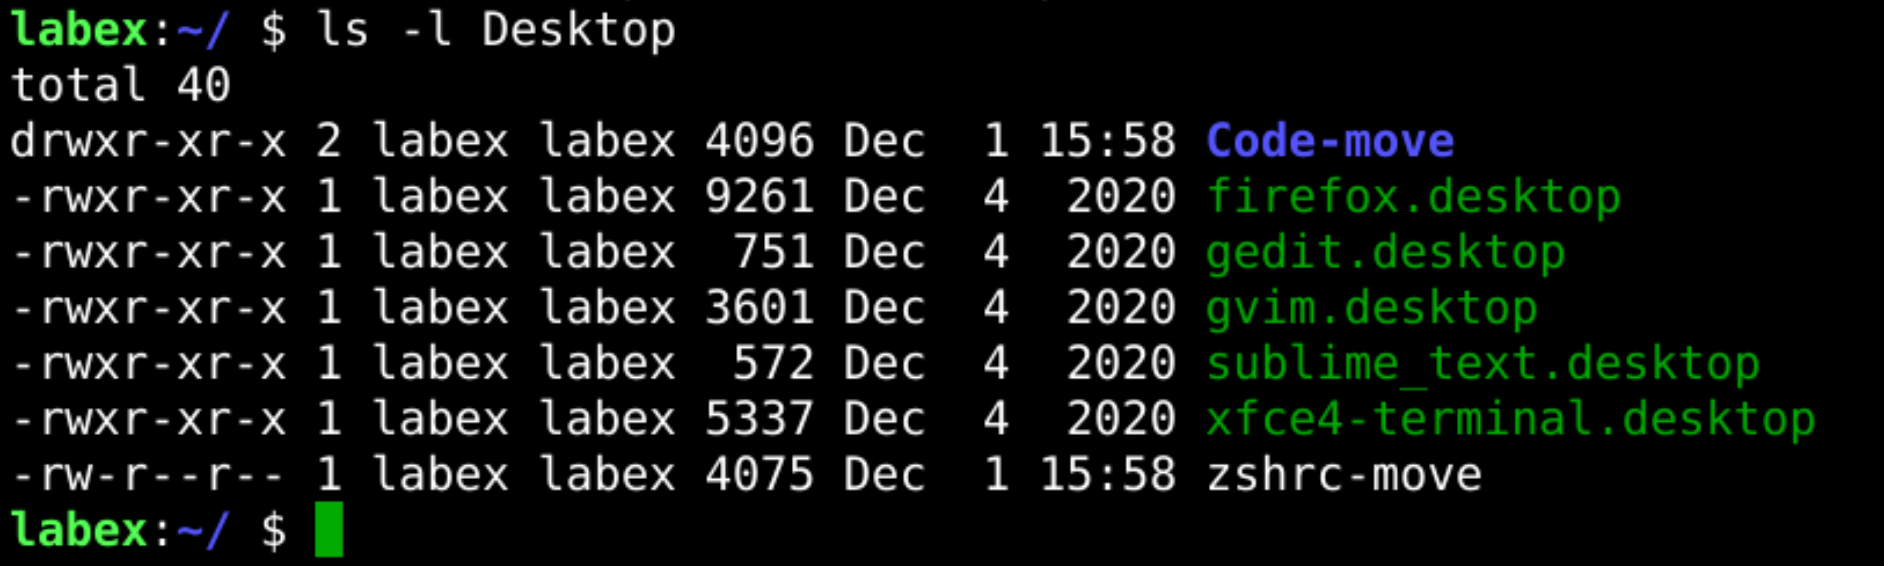 labex:~/ $ ls -l Desktop
total 40
drwxr-xr-x 2 labex labex 4096 Dec  1 15:58 Code-move
-rwxr-xr-x 1 labex labex 9261 Dec  4  2020 firefox.desktop
-rwxr-xr-x 1 labex labex  751 Dec  4  2020 gedit.desktop
-rwxr-xr-x 1 labex labex 3601 Dec  4  2020 gvim.desktop
-rwxr-xr-x 1 labex labex  572 Dec  4  2020 sublime_text.desktop
-rwxr-xr-x 1 labex labex 5337 Dec  4  2020 xfce4-terminal.desktop
-rw-r--r-- 1 labex labex 4075 Dec  1 15:58 zshrc-move
labex:~/ $